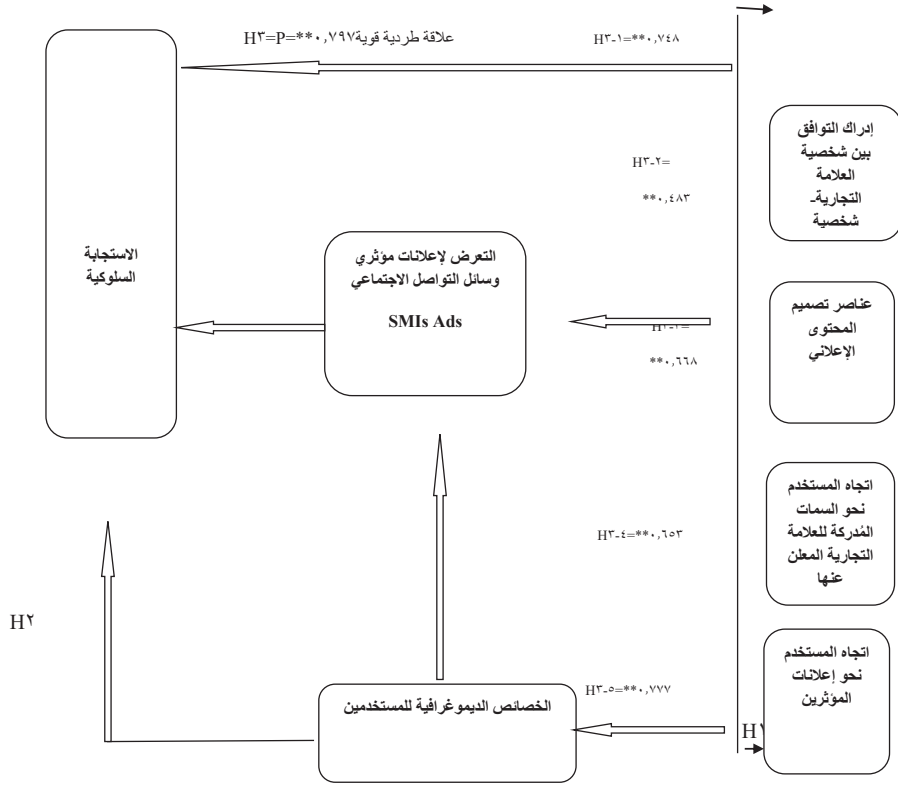 H٣=P=**٠,٧٩٧ علاقة طردية قوية
H٣-١=**٠,٧٤٨
إدراك التوافق
بين شخصية
العلامة
التجارية-
شخصية
H٣-٢=
**٠,٤٨٣
الاستجابة
السلوكية
التعرض لإعلانات مؤثري
وسائل التواصل الاجتماعي
SMIs Ads
عناصر تصميم
المحتوى
الإعلاني
**٠,٦٦٨
اتجاه المستخدم
نحو السمات
المُدركة للعلامة
التجارية المعلن
عنها
H٣-٤=**٠,٦٥٣
H٢
اتجاه المستخدم
نحو إعلانات
المؤثرين
H٣-٥=**٠,٧٧٧
الخصائص الديموغرافية للمستخدمين
H١